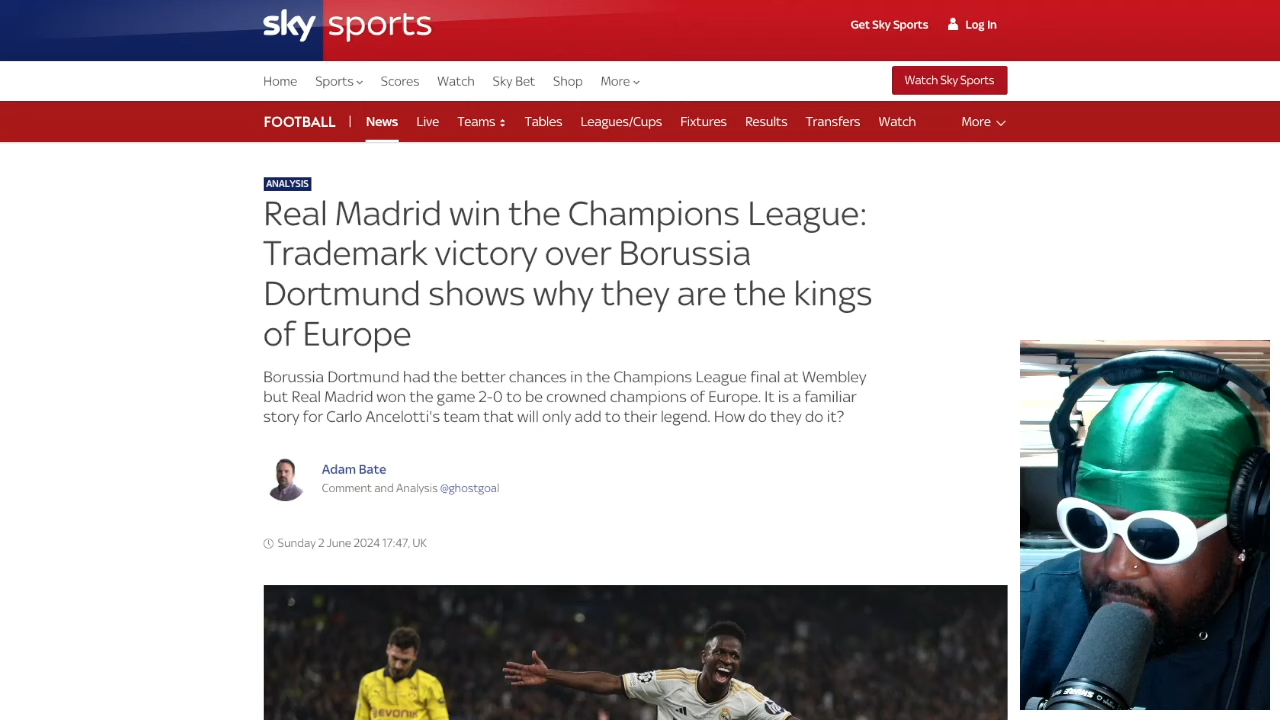 sky sports
Get Sky Sports Log In
Home Sports Scores Watch Sky Bet Shop More
Watch Sky Sports
FOOTBALL | News Live Teams Tables Leagues/Cups Fixtures Results Transfers Watch More
ANALYSIS
Real Madrid win the Champions League:
Trademark victory over Borussia
Dortmund shows why they are the kings
of Europe
Borussia Dortmund had the better chances in the Champions League final at Wembley
but Real Madrid won the game 2-0 to be crowned champions of Europe. It is a familiar
story for Carlo Ancelotti's team that will only add to their legend. How do they do it?
Adam Bate
Comment and Analysis @ghostgoal
Sunday 2 June 2024 17:47, UK
EVONIK